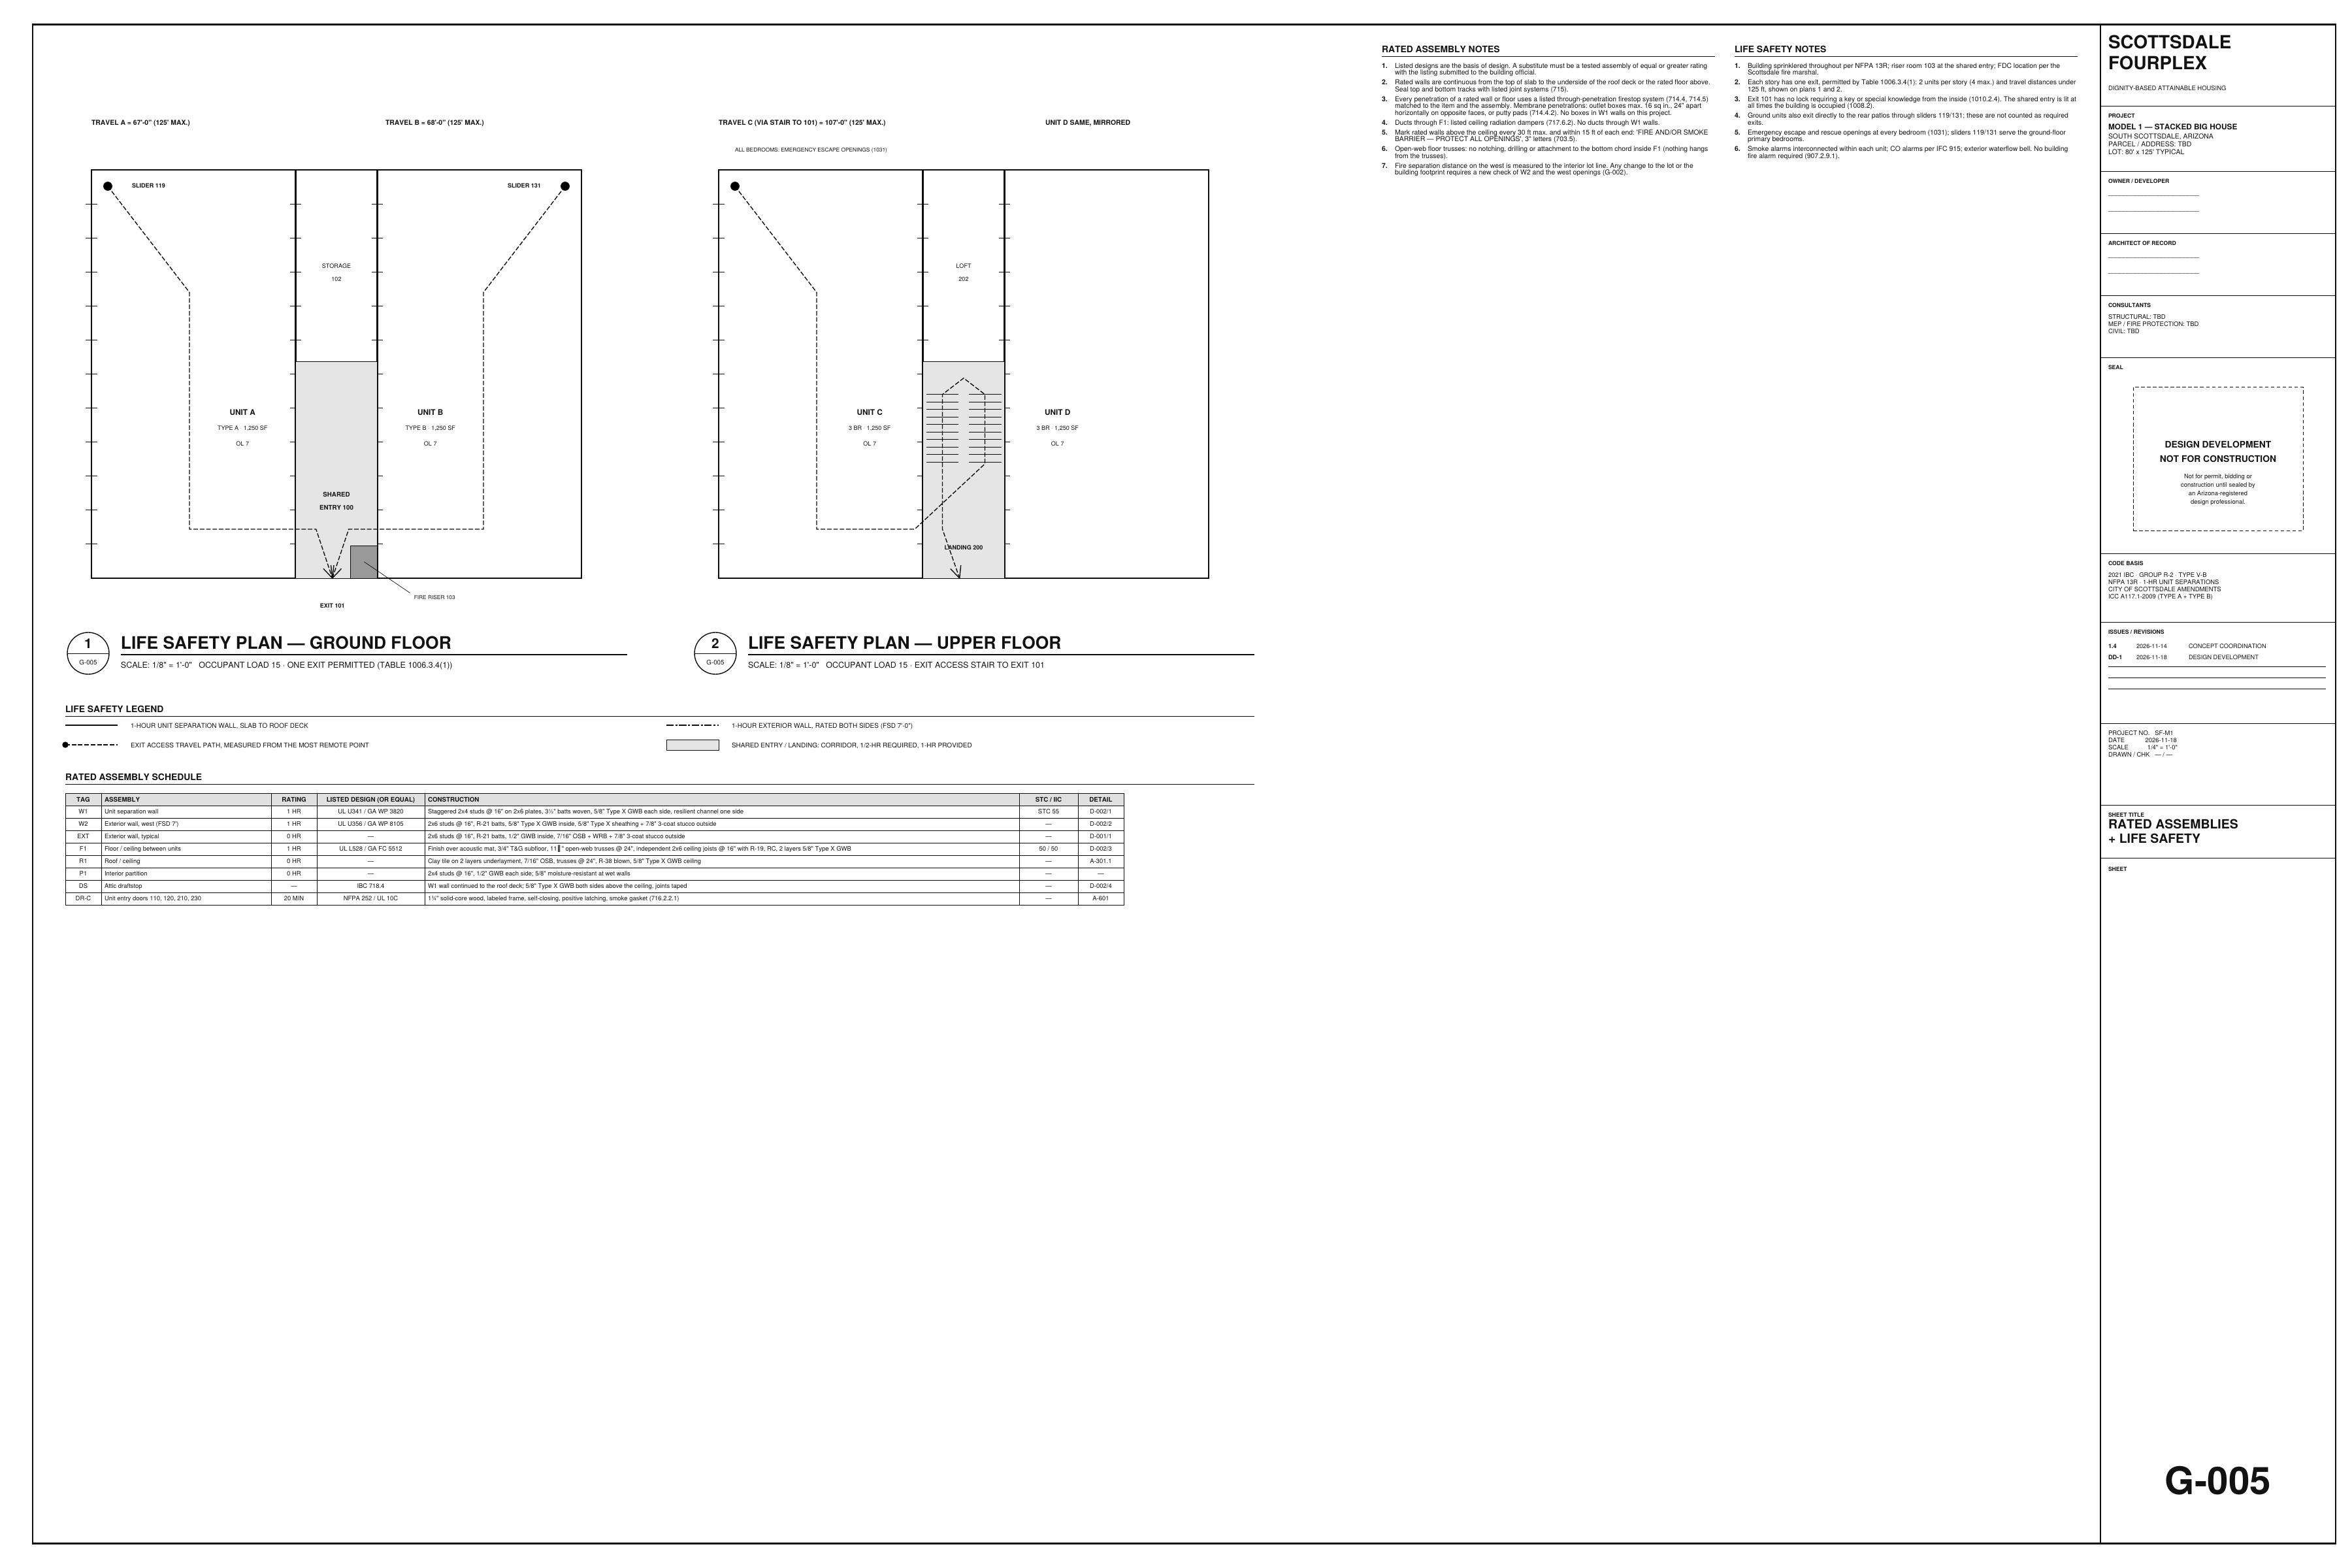 TRAVEL A = 67'-0" (125' MAX.)
TRAVEL B = 68'-0" (125' MAX.)
SLIDER 119
SLIDER 131
STORAGE
102
UNIT A
TYPE A · 1,250 SF
OL 7
UNIT B
TYPE B · 1,250 SF
OL 7
SHARED
ENTRY 100
FIRE RISER 103
EXIT 101
1
G-005
LIFE SAFETY PLAN — GROUND FLOOR
SCALE: 1/8" = 1'-0" OCCUPANT LOAD 15 · ONE EXIT PERMITTED (TABLE 1006.3.4(1))
TRAVEL C (VIA STAIR TO 101) = 107'-0" (125' MAX.)
UNIT D SAME, MIRRORED
ALL BEDROOMS: EMERGENCY ESCAPE OPENINGS (1031)
LOFT
202
UNIT C
3 BR · 1,250 SF
OL 7
UNIT D
3 BR · 1,250 SF
OL 7
LANDING 200
2
G-005
LIFE SAFETY PLAN — UPPER FLOOR
SCALE: 1/8" = 1'-0" OCCUPANT LOAD 15 · EXIT ACCESS STAIR TO EXIT 101
LIFE SAFETY LEGEND
1-HOUR UNIT SEPARATION WALL, SLAB TO ROOF DECK
1-HOUR EXTERIOR WALL, RATED BOTH SIDES (FSD 7'-0")
EXIT ACCESS TRAVEL PATH, MEASURED FROM THE MOST REMOTE POINT
SHARED ENTRY / LANDING: CORRIDOR, 1/2-HR REQUIRED, 1-HR PROVIDED
RATED ASSEMBLY SCHEDULE
TAG ASSEMBLY RATING LISTED DESIGN (OR EQUAL) CONSTRUCTION STC / IIC DETAIL
W1 Unit separation wall 1 HR UL U341 / GA WP 3820 Staggered 2x4 studs @ 16" on 2x6 plates, 3½" batts woven, 5/8" Type X GWB each side, resilient channel one side STC 55 D-002/1
W2 Exterior wall, west (FSD 7') 1 HR UL U356 / GA WP 8105 2x6 studs @ 16", R-21 batts, 5/8" Type X GWB inside, 5/8" Type X sheathing + 7/8" 3-coat stucco outside — D-002/2
EXT Exterior wall, typical 0 HR — 2x6 studs @ 16", R-21 batts, 1/2" GWB inside, 7/16" OSB + WRB + 7/8" 3-coat stucco outside — D-001/1
F1 Floor / ceiling between units 1 HR UL L528 / GA FC 5512 Finish over acoustic mat, 3/4" T&G subfloor, 11" open-web trusses @ 24", independent 2x6 ceiling joists @ 16" with R-19, RC, 2 layers 5/8" Type X GWB 50 / 50 D-002/3
R1 Roof / ceiling 0 HR — Clay tile on 2 layers underlayment, 7/16" OSB, trusses @ 24", R-38 blown, 5/8" Type X GWB ceiling — A-301.1
P1 Interior partition 0 HR — 2x4 studs @ 16", 1/2" GWB each side; 5/8" moisture-resistant at wet walls — —
DS Attic draftstop — IBC 718.4 W1 wall continued to the roof deck; 5/8" Type X GWB both sides above the ceiling, joints taped — D-002/4
DR-C Unit entry doors 110, 120, 210, 230 20 MIN NFPA 252 / UL 10C 1¾" solid-core wood, labeled frame, self-closing, positive latching, smoke gasket (716.2.2.1) — A-601
RATED ASSEMBLY NOTES
1. Listed designs are the basis of design. A substitute must be a tested assembly of equal or greater rating
with the listing submitted to the building official.
2. Rated walls are continuous from the top of slab to the underside of the roof deck or the rated floor above.
Seal top and bottom tracks with listed joint systems (715).
3. Every penetration of a rated wall or floor uses a listed through-penetration firestop system (714.4, 714.5)
matched to the item and the assembly. Membrane penetrations: outlet boxes max. 16 sq in., 24" apart
horizontally on opposite faces, or putty pads (714.4.2). No boxes in W1 walls on this project.
4. Ducts through F1: listed ceiling radiation dampers (717.6.2). No ducts through W1 walls.
5. Mark rated walls above the ceiling every 30 ft max. and within 15 ft of each end: 'FIRE AND/OR SMOKE
BARRIER — PROTECT ALL OPENINGS', 3" letters (703.5).
6. Open-web floor trusses: no notching, drilling or attachment to the bottom chord inside F1 (nothing hangs
from the trusses).
7. Fire separation distance on the west is measured to the interior lot line. Any change to the lot or the
building footprint requires a new check of W2 and the west openings (G-002).
LIFE SAFETY NOTES
1. Building sprinklered throughout per NFPA 13R; riser room 103 at the shared entry; FDC location per the
Scottsdale fire marshal.
2. Each story has one exit, permitted by Table 1006.3.4(1): 2 units per story (4 max.) and travel distances under
125 ft, shown on plans 1 and 2.
3. Exit 101 has no lock requiring a key or special knowledge from the inside (1010.2.4). The shared entry is lit at
all times the building is occupied (1008.2).
4. Ground units also exit directly to the rear patios through sliders 119/131; these are not counted as required
exits.
5. Emergency escape and rescue openings at every bedroom (1031); sliders 119/131 serve the ground-floor
primary bedrooms.
6. Smoke alarms interconnected within each unit; CO alarms per IFC 915; exterior waterflow bell. No building
fire alarm required (907.2.9.1).
SCOTTSDALE
FOURPLEX
DIGNITY-BASED ATTAINABLE HOUSING
PROJECT
MODEL 1 — STACKED BIG HOUSE
SOUTH SCOTTSDALE, ARIZONA
PARCEL / ADDRESS: TBD
LOT: 80' x 125' TYPICAL
OWNER / DEVELOPER
ARCHITECT OF RECORD
CONSULTANTS
STRUCTURAL: TBD
MEP / FIRE PROTECTION: TBD
CIVIL: TBD
SEAL
DESIGN DEVELOPMENT
NOT FOR CONSTRUCTION
Not for permit, bidding or
construction until sealed by
an Arizona-registered
design professional.
CODE BASIS
2021 IBC · GROUP R-2 · TYPE V-B
NFPA 13R · 1-HR UNIT SEPARATIONS
CITY OF SCOTTSDALE AMENDMENTS
ICC A117.1-2009 (TYPE A + TYPE B)
ISSUES / REVISIONS
1.4 2026-11-14 CONCEPT COORDINATION
DD-1 2026-11-18 DESIGN DEVELOPMENT
PROJECT NO. SF-M1
DATE 2026-11-18
SCALE 1/4" = 1'-0"
DRAWN / CHK — / —
SHEET TITLE
RATED ASSEMBLIES
+ LIFE SAFETY
SHEET
G-005